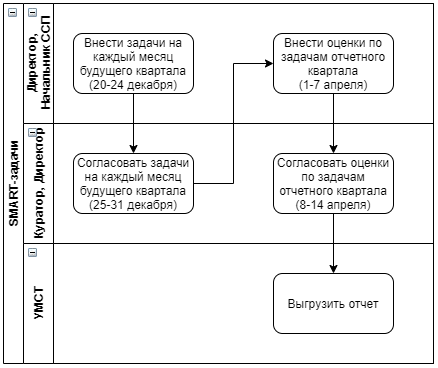 SMART-задачи
Директор,
Начальник ССП
Внести задачи на
каждый месяц
будущего квартала
(20-24 декабря)
Внести оценки по
задачам отчетного
квартала
(1-7 апреля)
Куратор, Директор
Согласовать задачи
на каждый месяц
будущего квартала
(25-31 декабря)
Согласовать оценки
по задачам
отчетного квартала
(8-14 апреля)
УМСТ
Выгрузить отчет